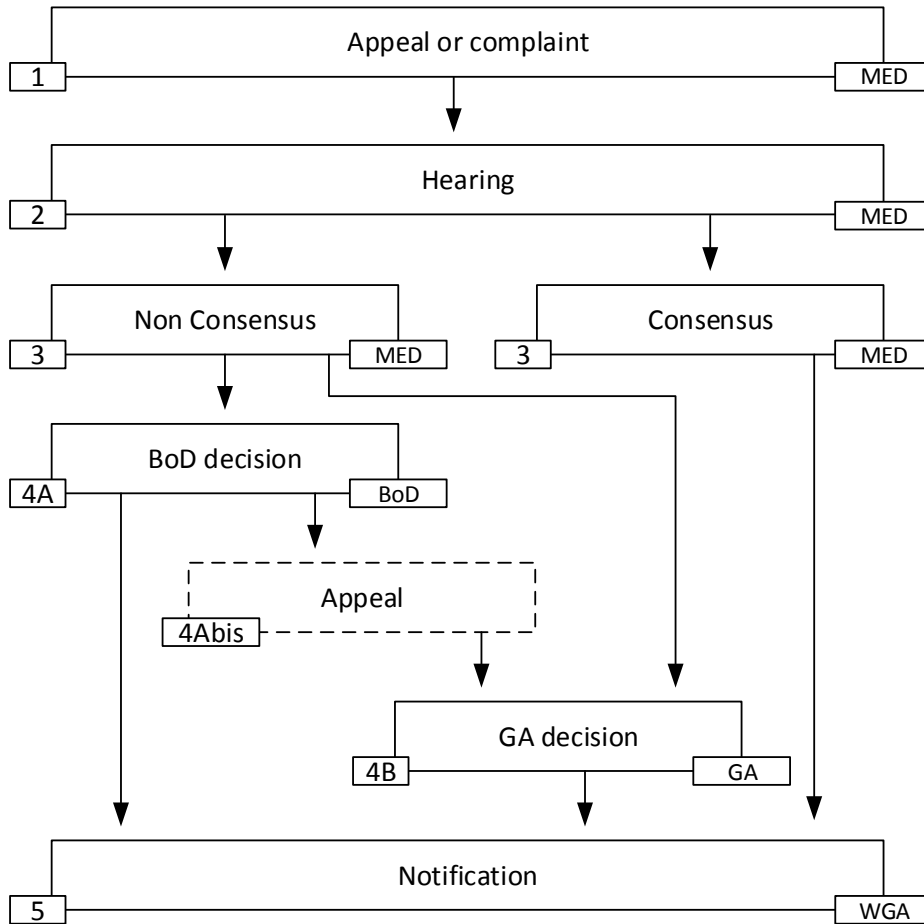 Appeal or complaint
1
MED
Hearing
2
MED
Non Consensus
3
MED
Consensus
3
MED
BoD decision
4A
BoD
Appeal
4Abis
GA decision
4B
GA
Notification
5
WGA